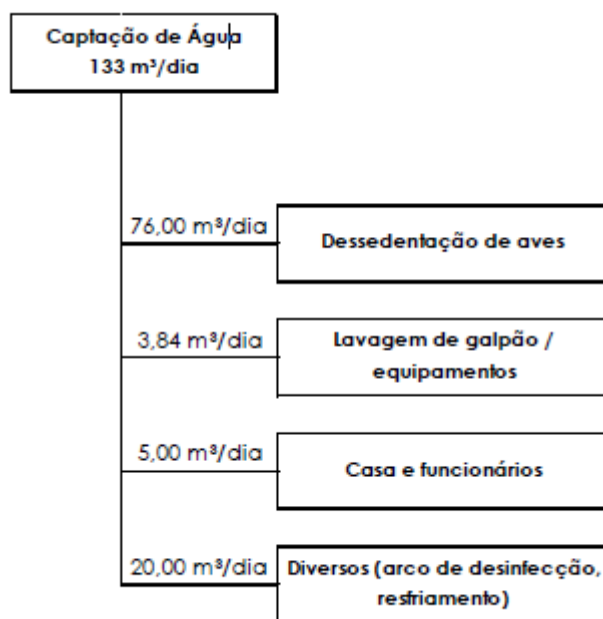 Captação de Água
133 m³/dia
76,00 m³/dia
Dessedentação de aves
3,84 m³/dia
Lavagem de galpão /
equipamentos
5,00 m³/dia
Casa e funcionários
20,00 m³/dia
Diversos (arco de desinfecção,
resfriamento)